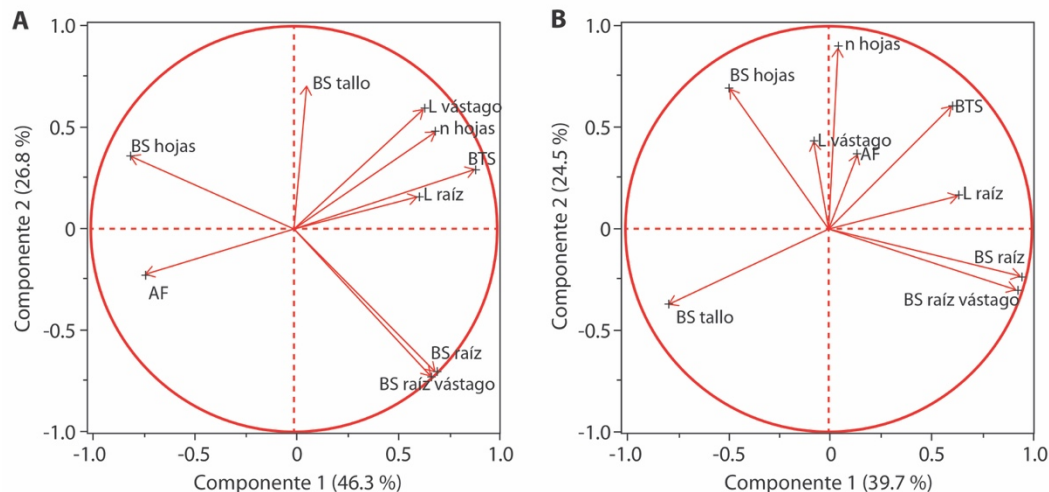 A
1.0
0.5
0
-0.5
-1.0
Componente 2 (26.8 %)
BS tallo
L vástago
n hojas
BS hojas
BTS
L raíz
AF
BS raíz
BS raíz vástago
-1.0 -0.5 0 0.5 1.0
Componente 1 (46.3 %)
B
1.0
0.5
0
-0.5
-1.0
Componente 2 (24.5 %)
n hojas
BS hojas
BTS
L vástago
AF
L raíz
BS raíz
BS raíz vástago
BS tallo
-1.0 -0.5 0 0.5 1.0
Componente 1 (39.7 %)